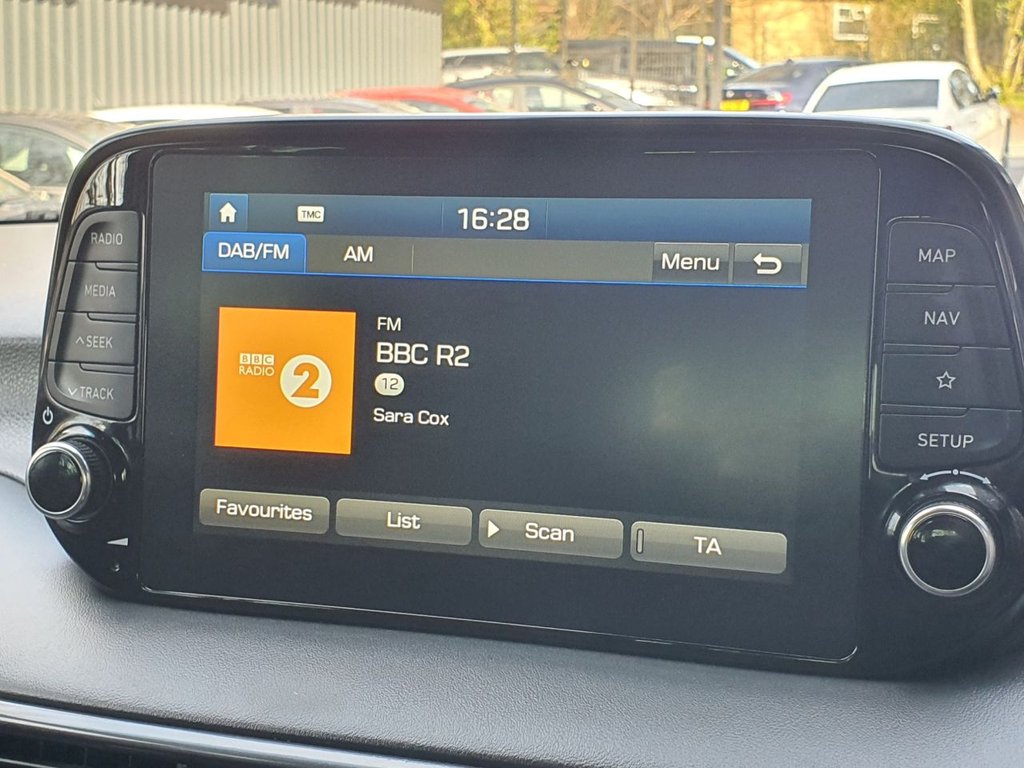 TMC
16:28
DAB/FM
AM
Menu
RADIO
MEDIA
SEEK
TRACK
BBC
RADIO
2
FM
BBC R2
12
Sara Cox
Favourites
List
Scan
TA
MAP
NAV
SETUP